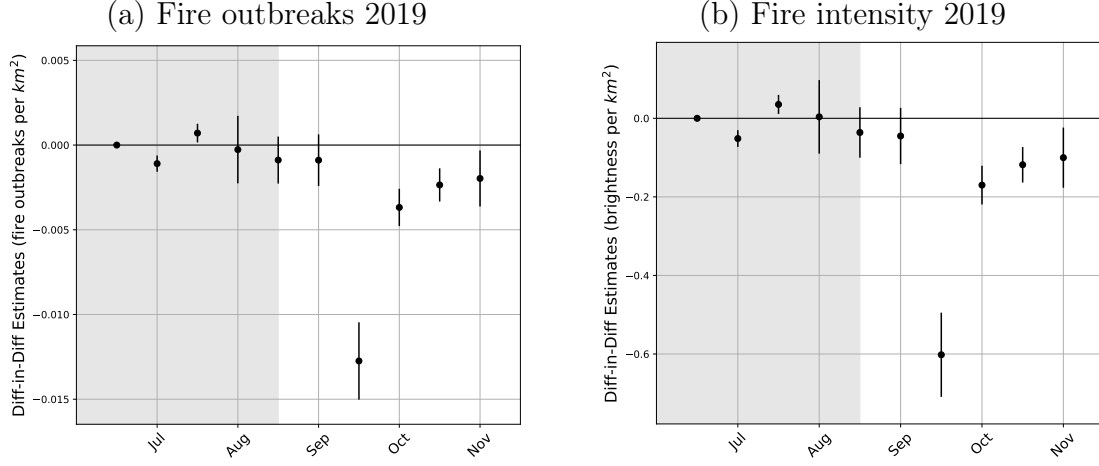 (a) Fire outbreaks 2019
Diff-in-Diff Estimates (fire outbreaks per km²)
0.005
0.000
−0.005
−0.010
−0.015
Jul
Aug
Sep
Oct
Nov
(b) Fire intensity 2019
Diff-in-Diff Estimates (brightness per km²)
0.0
−0.2
−0.4
−0.6
Jul
Aug
Sep
Oct
Nov